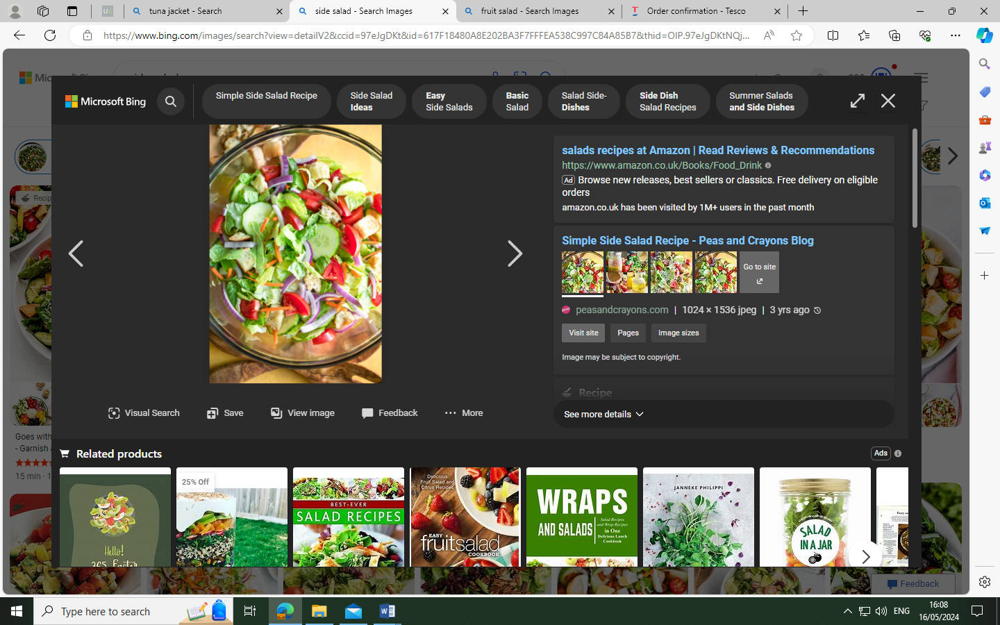 tuna jacket - Search
side salad - Search Images
fruit salad - Search Images
Order confirmation - Tesco
https://www.bing.com/images/search?view=detailV2&ccid=97eJgDKt&id=617F18480A8E202BA3F7FFFEA538C997C84A85B7&thid=OIP.97eJgDKtNQj...
Microsoft Bing
Simple Side Salad Recipe
Side Salad
Ideas
Easy
Side Salads
Basic
Salad
Salad Side-
Dishes
Side Dish
Salad Recipes
Summer Salads
and Side Dishes
salads recipes at Amazon | Read Reviews & Recommendations
https://www.amazon.co.uk/Books/Food_Drink
Ad Browse new releases, best sellers or classics. Free delivery on eligible
orders
amazon.co.uk has been visited by 1M+ users in the past month
Simple Side Salad Recipe - Peas and Crayons Blog
Go to site
peasandcrayons.com | 1024 × 1536 jpeg | 3 yrs ago
Visit site
Pages
Image sizes
Image may be subject to copyright.
Recipe
See more details
Visual Search
Save
View image
Feedback
More
Recip
Goes with
- Garnish
15 min · 1
Related products
Ads
Hello!
365 Easter
25% Off
BEST-EVER
SALAD RECIPES
Delicious
Fruit Salad and
Citrus Recipes
EASY
fruitsalad
COOKBOOK
WRAPS
AND SALADS
Salad Recipes
and Wrap Recipes
in One
Delicious Lunch
Cookbook
JANNEKE PHILIPPI
SALAD
IN A JAR
Feedback
Type here to search
ENG
16:08
16/05/2024